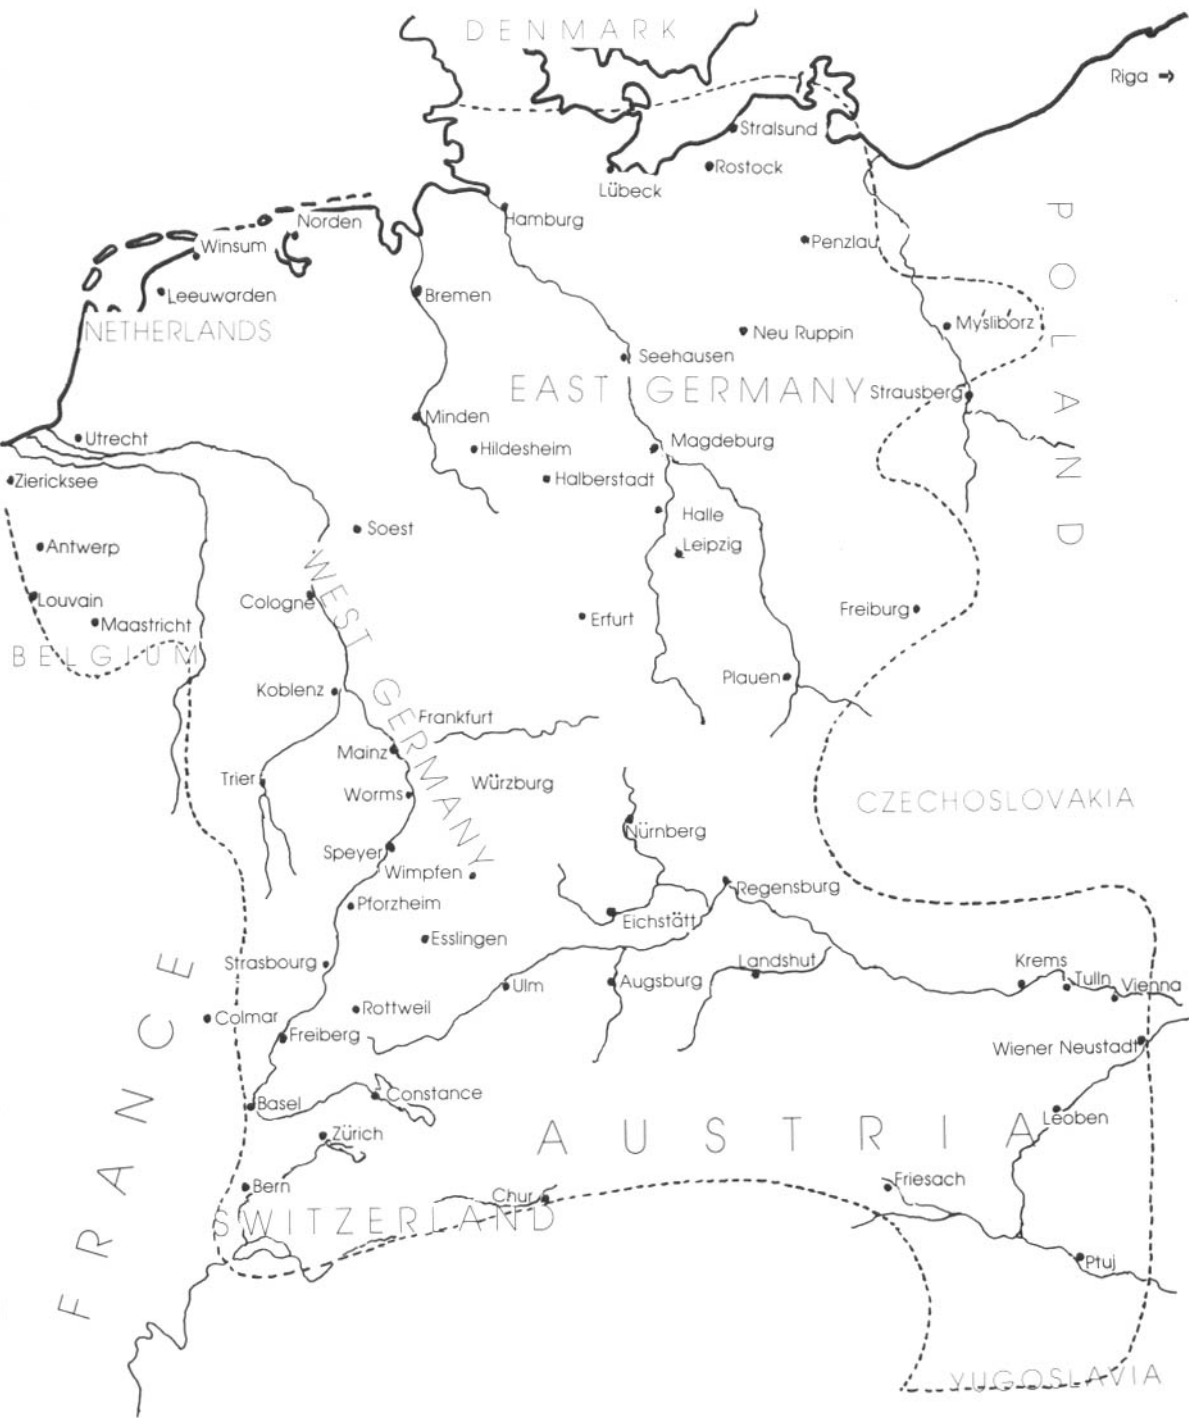 DENMARK
Riga →
Stralsund
Rostock
Lübeck
Hamburg
Norden
Winsum
Penzlau
POLAND
Leeuwarden
Bremen
NETHERLANDS
Neu Ruppin
Mýslibórz
Seehausen
EAST GERMANY
Strausberg
Minden
Utrecht
Hildesheim
Magdeburg
Zierícksee
Halberstadt
Halle
Soest
Leipzig
Antwerp
WEST GERMANY
Louvain
Cologne
Freiburg
Maastricht
Erfurt
BELGIUM
Plauen
Koblenz
Frankfurt
Mainz
Trier
Würzburg
Worms
CZECHOSLOVAKIA
Nürnberg
Speyer
Wimpfen
Regensburg
Pforzheim
Eichstätt
Esslingen
Strasbourg
Landshut
Krems
Ulm
Augsburg
Tulln
Vienna
FRANCE
Colmar
Rottweil
Freiberg
Wiener Neustadt
Constance
Basel
Leoben
Zürich
AUSTRIA
Bern
Friesach
Chur
SWITZERLAND
Ptuj
YUGOSLAVIA